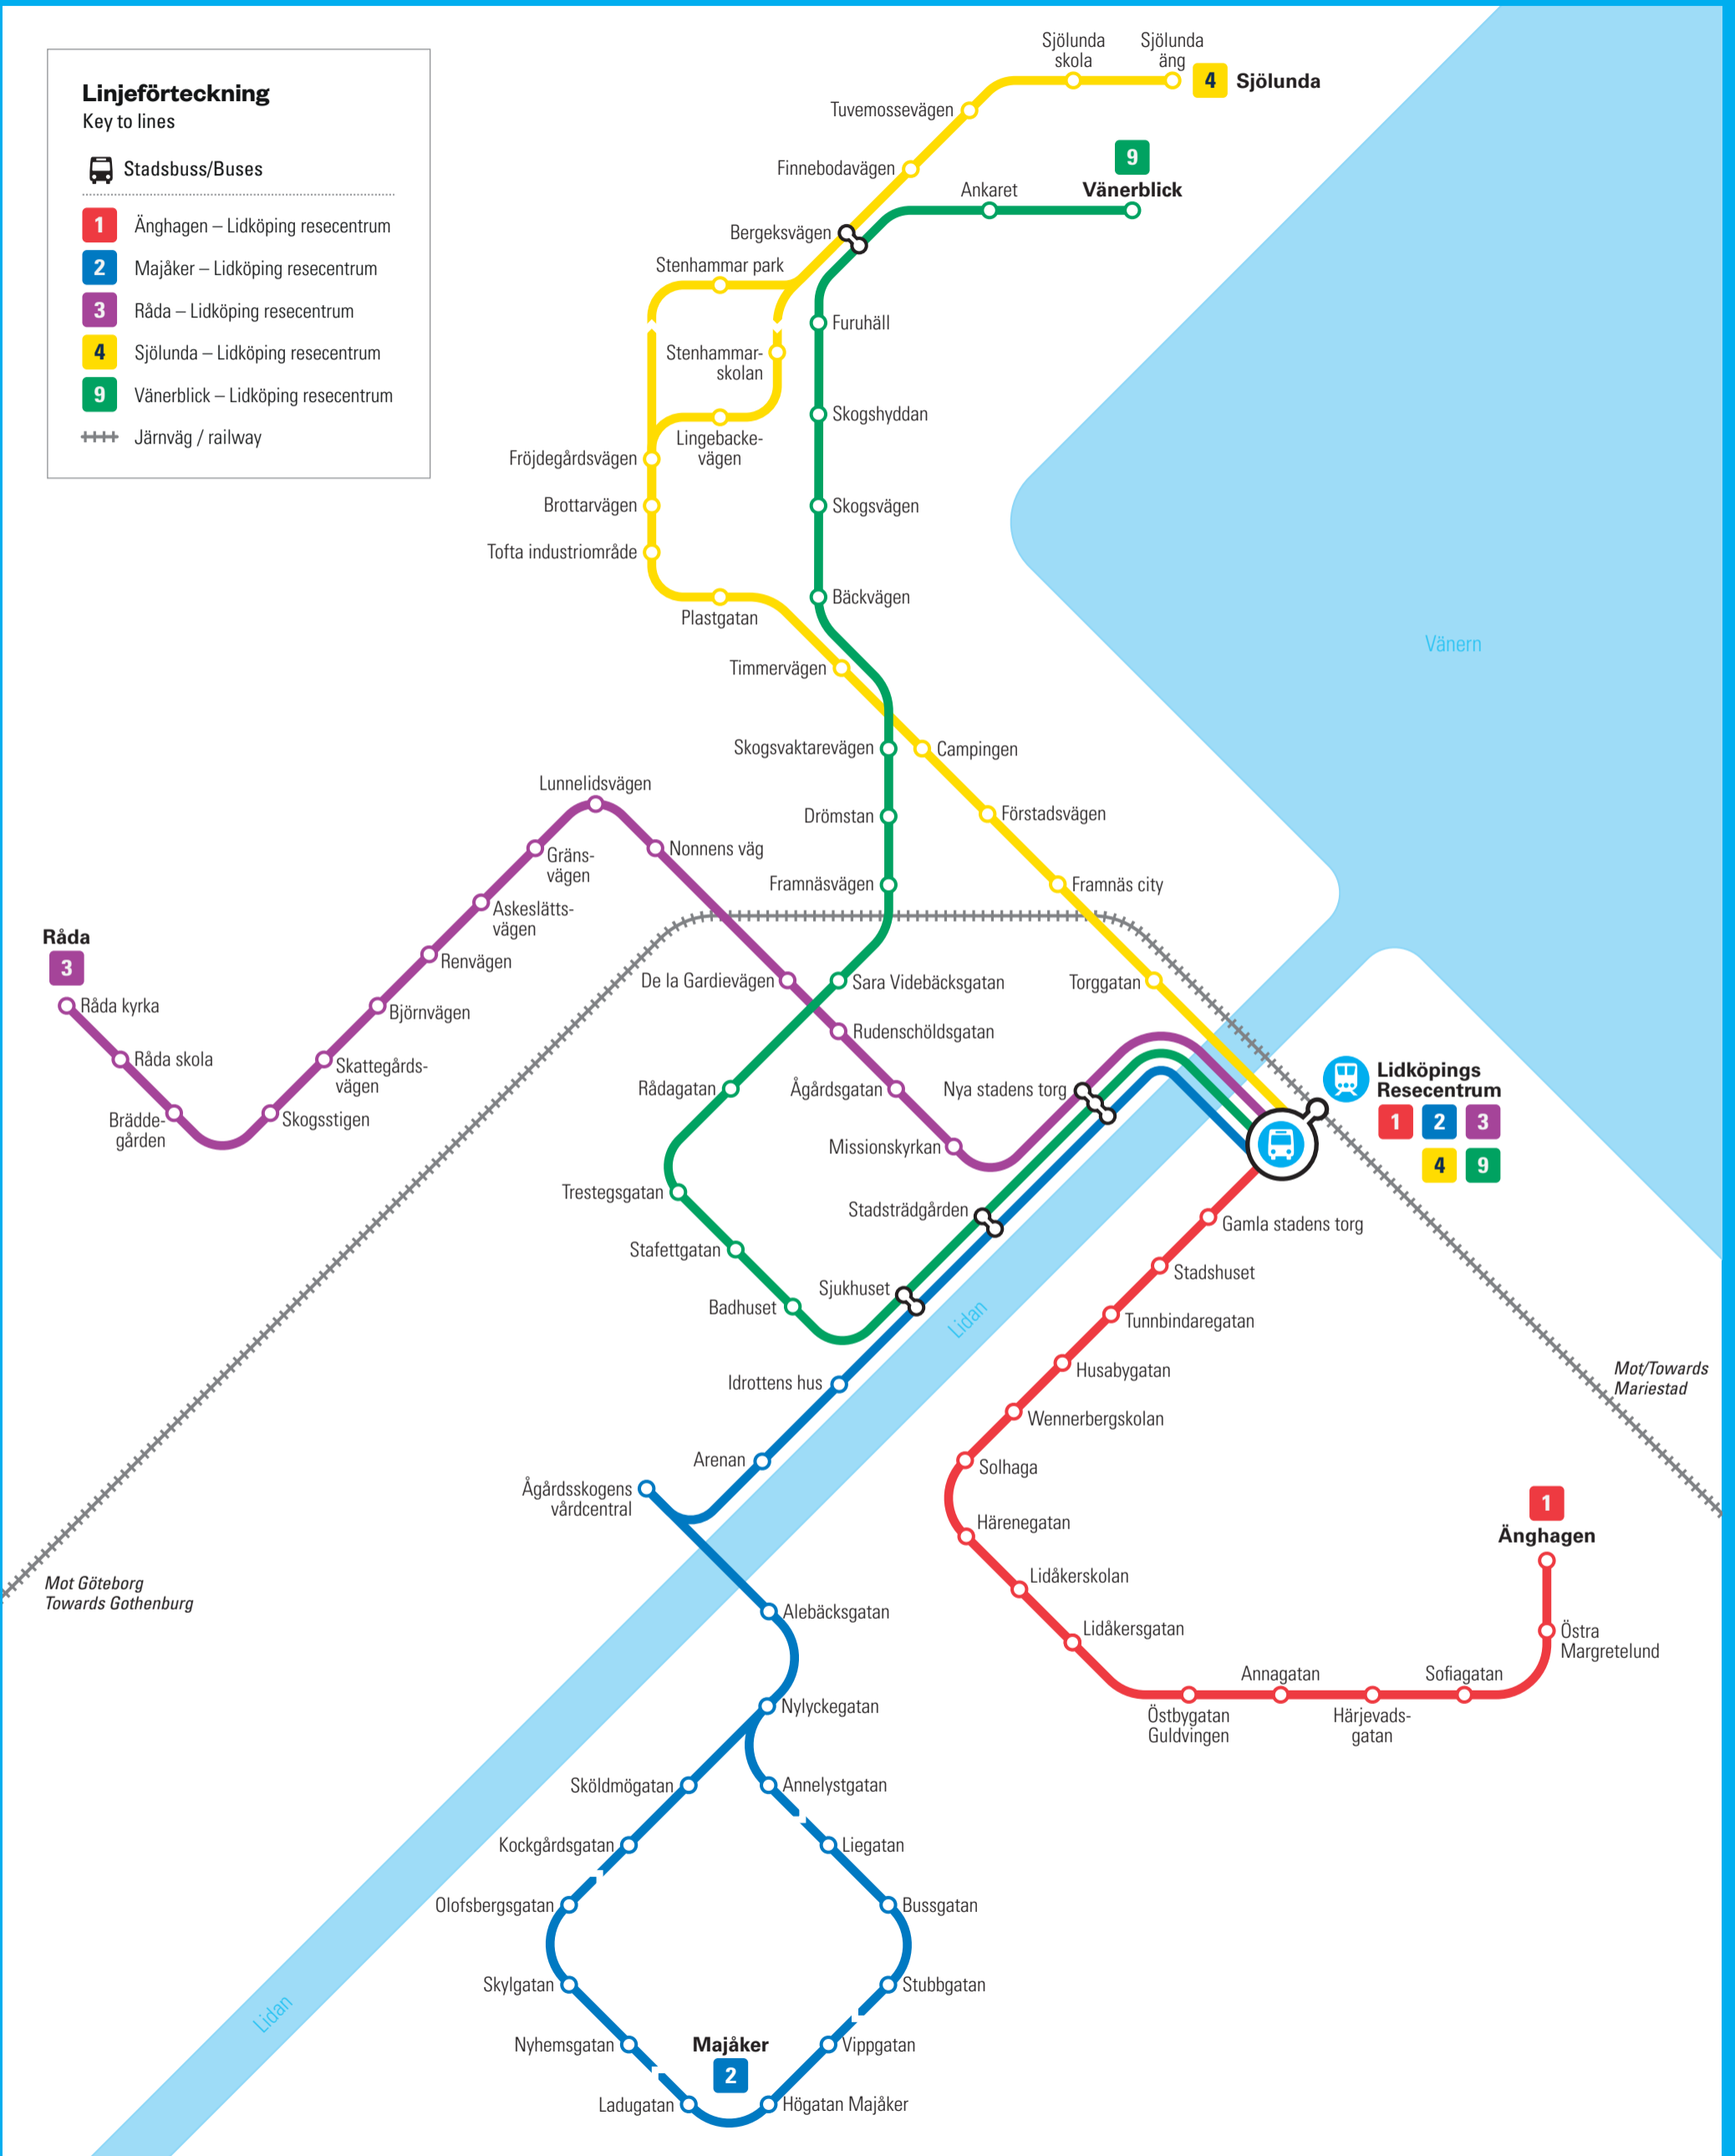 Linjeförteckning
Key to lines
Stadsbuss/Buses
1 Änghagen – Lidköping resecentrum
2 Majåker – Lidköping resecentrum
3 Råda – Lidköping resecentrum
4 Sjölunda – Lidköping resecentrum
9 Vänerblick – Lidköping resecentrum
Järnväg / railway
Sjölunda
skola
Sjölunda
äng
4 Sjölunda
Tuvemossevägen
Finnebodavägen
9
Vänerblick
Ankaret
Bergeksvägen
Stenhammar park
Furuhäll
Stenhammar-
skolan
Skogshyddan
Lingebacke-
vägen
Fröjdegårdsvägen
Brottarvägen
Skogsvägen
Tofta industriområde
Bäckvägen
Plastgatan
Vänern
Timmervägen
Skogsvaktarevägen
Campingen
Lunnelidsvägen
Drömstan
Förstadsvägen
Gräns-
vägen
Nonnens väg
Framnäsvägen
Framnäs city
Askeslätts-
vägen
Råda
3
Renvägen
De la Gardievägen
Sara Videbäcksgatan
Torggatan
Råda kyrka
Björnvägen
Rudenschöldsgatan
Råda skola
Skattegårds-
vägen
Lidköpings
Resecentrum
1 2 3
4 9
Rådagatan
Ågårdsgatan
Nya stadens torg
Brädde-
gården
Skogsstigen
Missionskyrkan
Trestegsgatan
Stadsträdgården
Gamla stadens torg
Stafettgatan
Stadshuset
Sjukhuset
Badhuset
Lidan
Tunnbindaregatan
Husabygatan
Mot/Towards
Mariestad
Idrottens hus
Wennerbergskolan
Arenan
Solhaga
Ågårdsskogens
vårdcentral
1
Änghagen
Härenegatan
Mot Göteborg
Towards Gothenburg
Lidåkerskolan
Alebäcksgatan
Lidåkersgatan
Östra
Margretelund
Annagatan
Sofiagatan
Östbygatan
Guldvingen
Härjevads-
gatan
Nylyckegatan
Sköldmögatan
Annelystgatan
Kockgårdsgatan
Liegatan
Olofsbergsgatan
Bussgatan
Skylgatan
Stubbgatan
Lidan
Nyhemsgatan
Majåker
2
Vippgatan
Ladugatan
Högatan Majåker